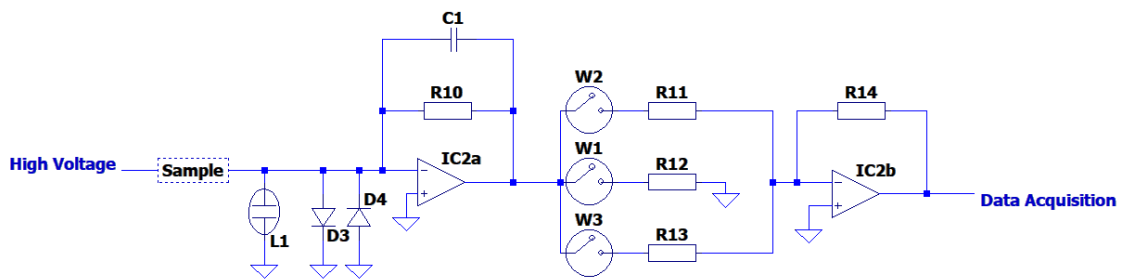 C1
R10
W2
R11
R14
High Voltage
Sample
IC2a
W1
R12
IC2b
D4
Data Acquisition
L1
D3
W3
R13